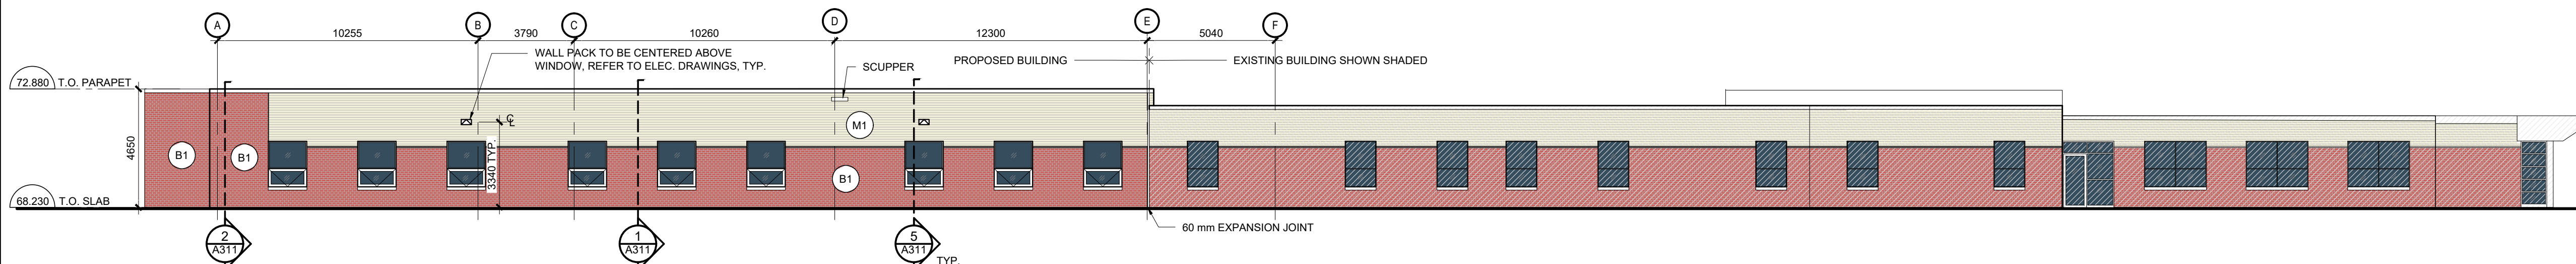 A B C D E F
10255 3790 10260 12300 5040
WALL PACK TO BE CENTERED ABOVE
WINDOW, REFER TO ELEC. DRAWINGS, TYP.
SCUPPER
PROPOSED BUILDING
EXISTING BUILDING SHOWN SHADED
72.880 T.O. PARAPET
4650
CL
3340 TYP.
M1
B1
B1
B1
68.230 T.O. SLAB
60 mm EXPANSION JOINT
2
A311
1
A311
5
A311
TYP.